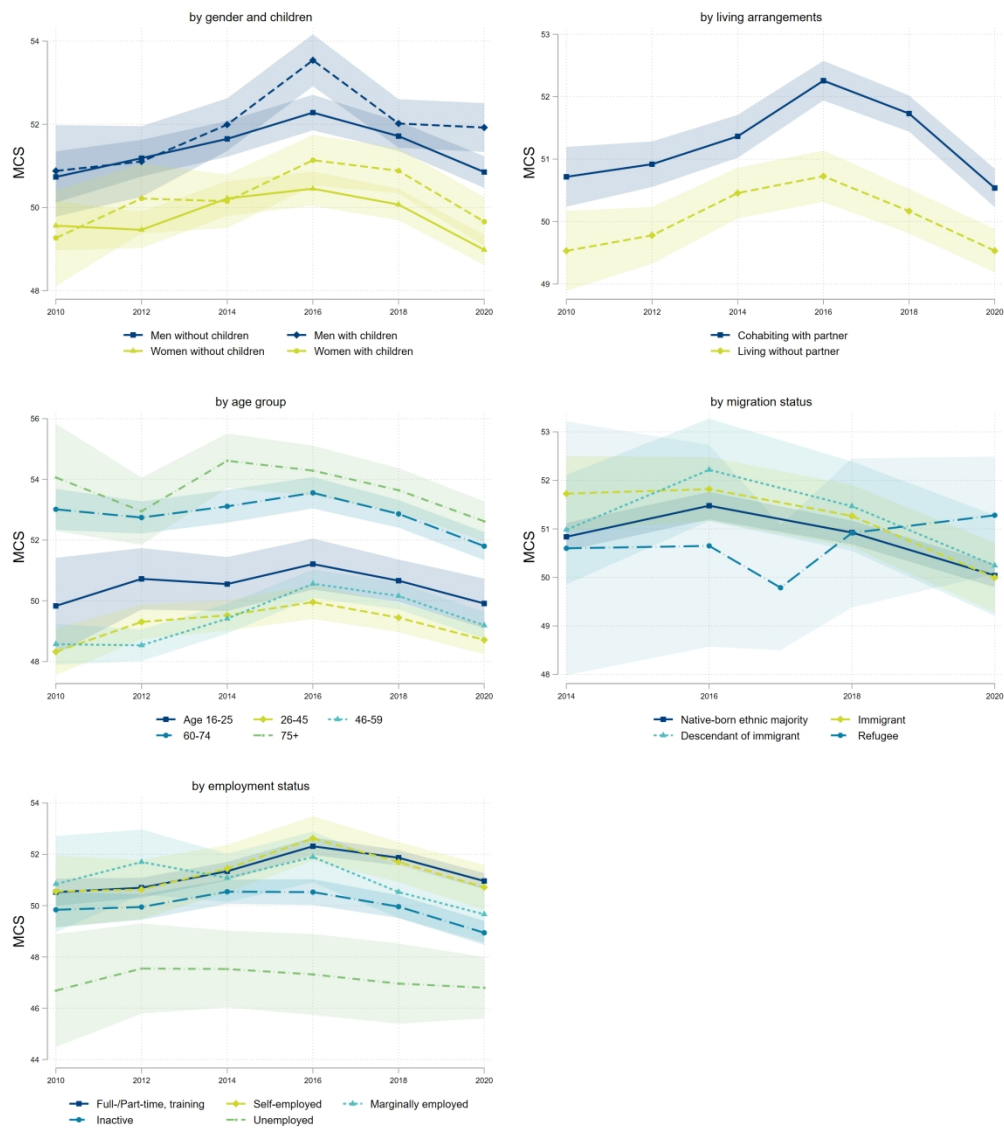 by gender and children
MCS
54
52
50
48
2010 2012 2014 2016 2018 2020
Men without children Men with children
Women without children Women with children
by living arrangements
MCS
53
52
51
50
49
2010 2012 2014 2016 2018 2020
Cohabiting with partner
Living without partner
by age group
MCS
56
54
52
50
48
2010 2012 2014 2016 2018 2020
Age 16-25 26-45 46-59
60-74 75+
by migration status
MCS
53
52
51
50
49
48
2014 2016 2018 2020
Native-born ethnic majority Immigrant
Descendant of immigrant Refugee
by employment status
MCS
54
52
50
48
46
44
2010 2012 2014 2016 2018 2020
Full-/Part-time, training Self-employed Marginally employed
Inactive Unemployed